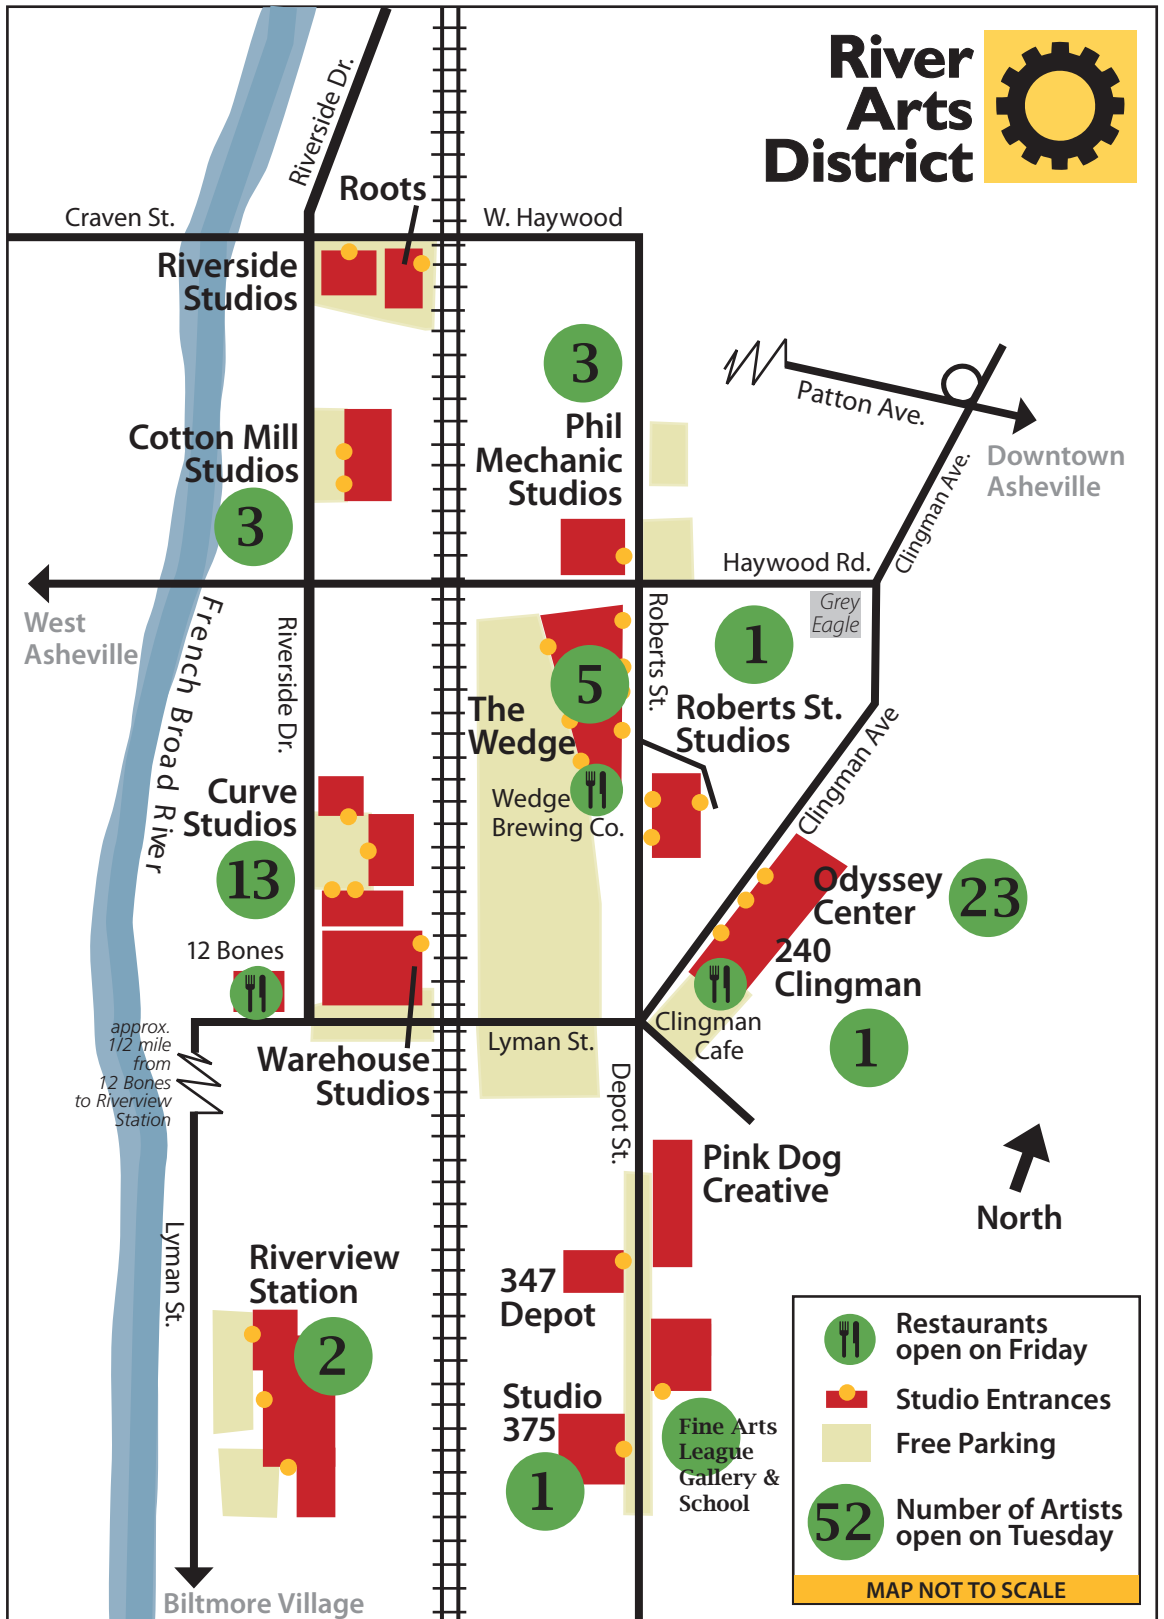 River
Arts
District
Riverside Dr.
Roots
Craven St.
W. Haywood
Riverside
Studios
3
Phil
Mechanic
Studios
Patton Ave.
Downtown
Asheville
Clingman Ave.
Cotton Mill
Studios
3
Haywood Rd.
Grey
Eagle
West
Asheville
French Broad River
Riverside Dr.
Roberts St.
1
Roberts St.
Studios
5
The
Wedge
Wedge
Brewing Co.
Clingman Ave
Curve
Studios
13
12 Bones
Odyssey
Center
23
240
Clingman
1
Clingman
Cafe
approx.
1/2 mile
from
12 Bones
to Riverview
Station
Warehouse
Studios
Lyman St.
Depot St.
Pink Dog
Creative
North
Lyman St.
Riverview
Station
2
347
Depot
Studio
375
1
Fine Arts
League
Gallery &
School
Restaurants
open on Friday
Studio Entrances
Free Parking
52
Number of Artists
open on Tuesday
MAP NOT TO SCALE
Biltmore Village